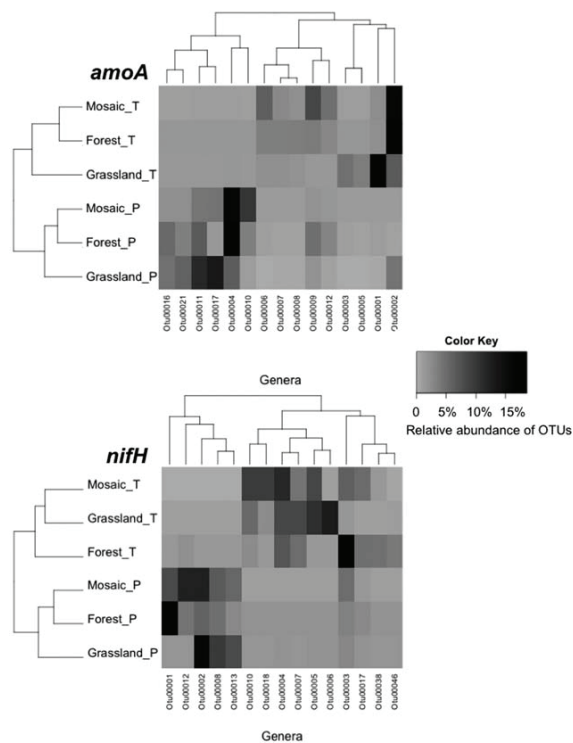 amoA
Mosaic_T
Forest_T
Grassland_T
Mosaic_P
Forest_P
Grassland_P
Otu00016
Otu00021
Otu00011
Otu00017
Otu00004
Otu00010
Otu00006
Otu00007
Otu00008
Otu00009
Otu00012
Otu00003
Otu00005
Otu00001
Otu00002
Genera
Color Key
0 5% 10% 15%
Relative abundance of OTUs
nifH
Mosaic_T
Grassland_T
Forest_T
Mosaic_P
Forest_P
Grassland_P
Otu00001
Otu00012
Otu00002
Otu00008
Otu00013
Otu00010
Otu00018
Otu00004
Otu00007
Otu00005
Otu00006
Otu00003
Otu00017
Otu00038
Otu00046
Genera